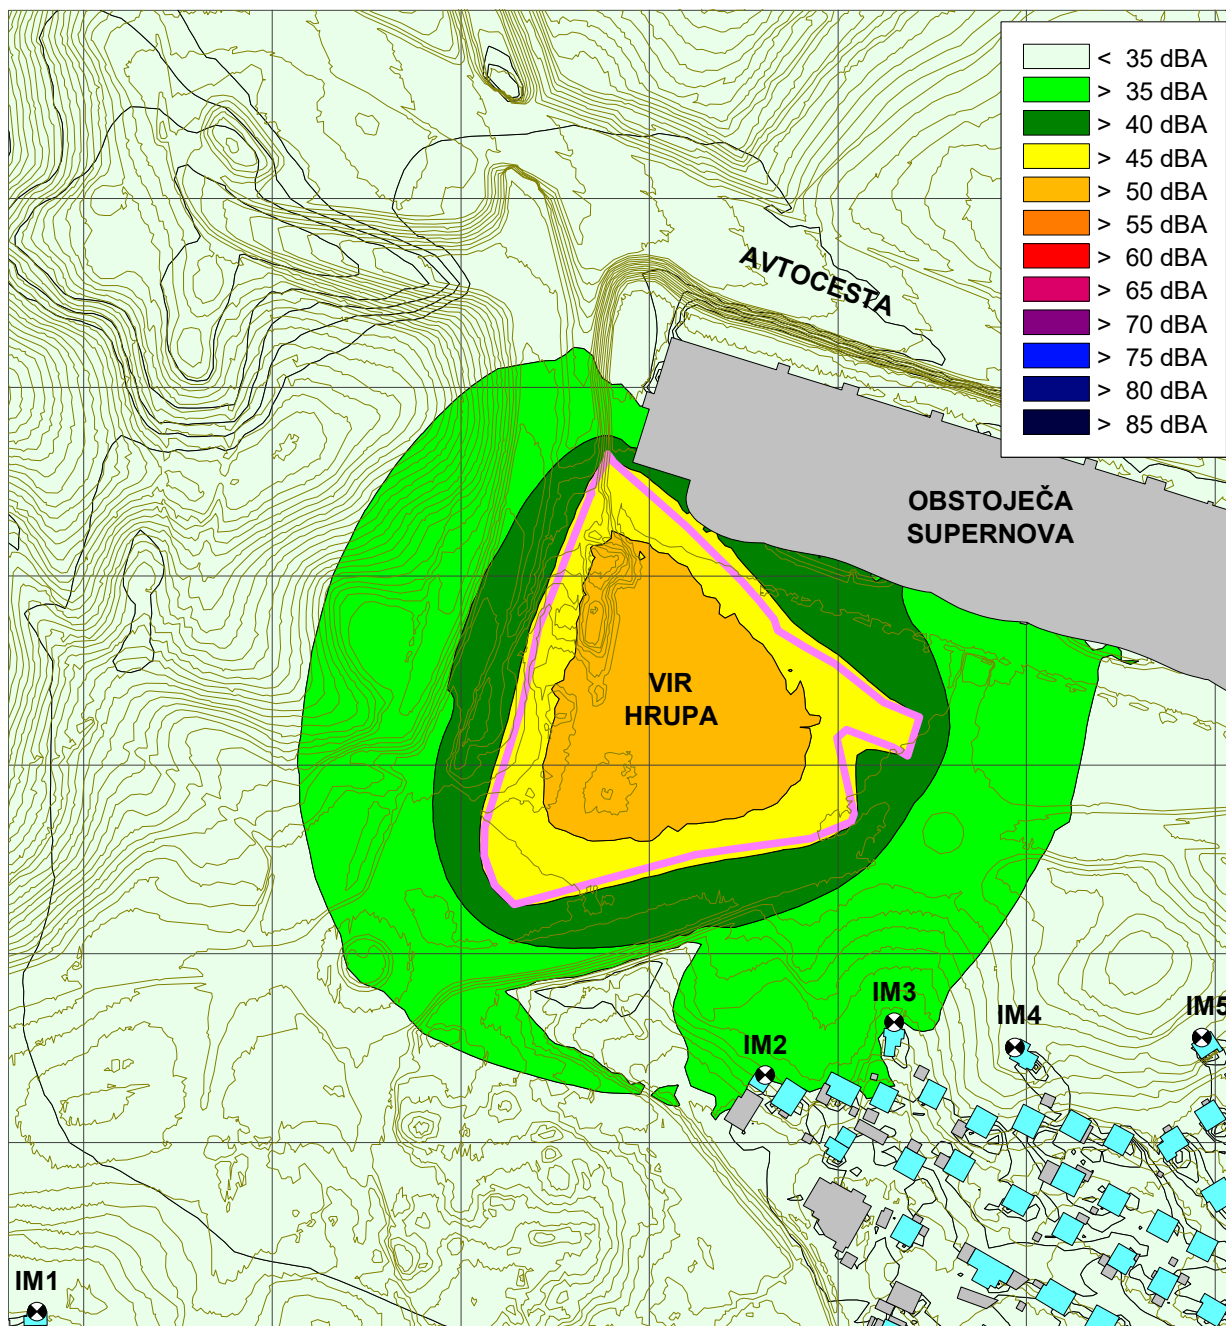 < 35 dBA
> 35 dBA
> 40 dBA
> 45 dBA
> 50 dBA
> 55 dBA
> 60 dBA
> 65 dBA
> 70 dBA
> 75 dBA
> 80 dBA
> 85 dBA
AVTOCESTA
OBSTOJEČA
SUPERNOVA
VIR
HRUPA
IM3
IM4
IM5
IM2
IM1